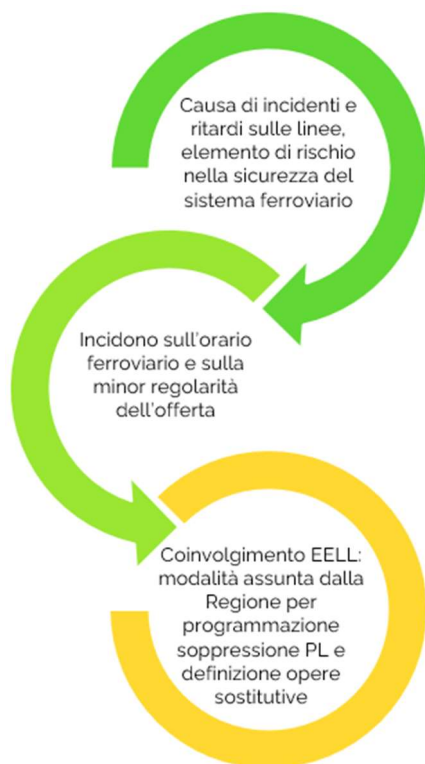 Causa di incidenti e
ritardi sulle linee,
elemento di rischio
nella sicurezza del
sistema ferroviario
Incidono sull'orario
ferroviario e sulla
minor regolarità
dell'offerta
Coinvolgimento EELL:
modalità assunta dalla
Regione per
programmazione
soppressione PL e
definizione opere
sostitutive